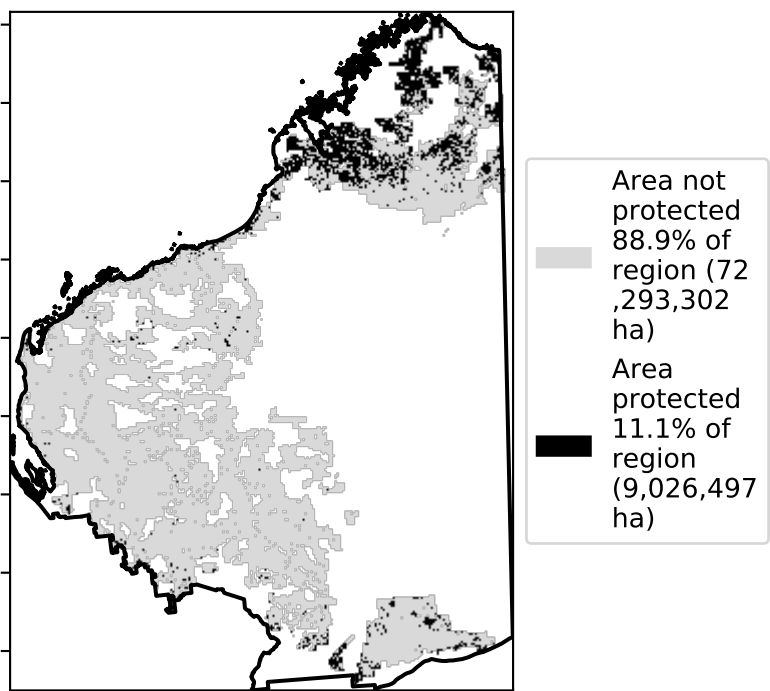 Area not
protected
88.9% of
region (72
,293,302
ha)
Area
protected
11.1% of
region
(9,026,497
ha)